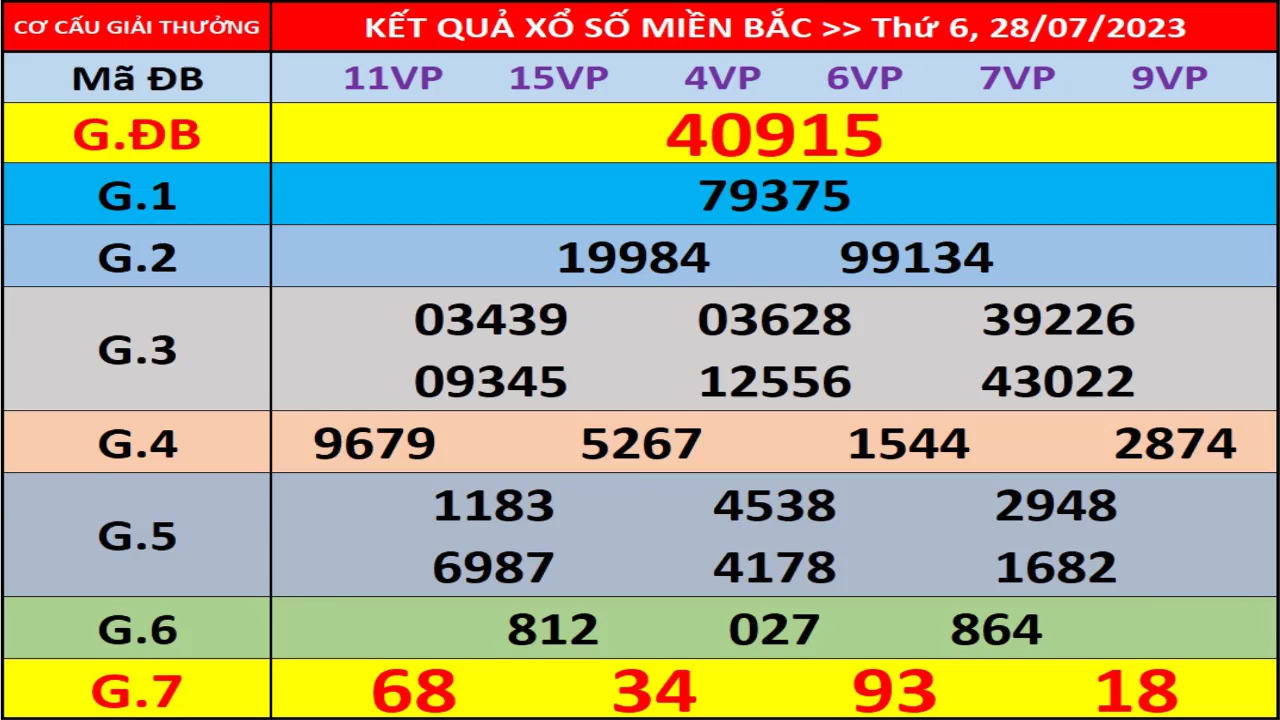 CƠ CẤU GIẢI THƯỞNG KẾT QUẢ XỔ SỐ MIỀN BẮC >> Thứ 6, 28/07/2023
Mã ĐB 11VP 15VP 4VP 6VP 7VP 9VP
G.ĐB 40915
G.1 79375
G.2 19984 99134
G.3
03439 03628 39226
09345 12556 43022
G.4 9679 5267 1544 2874
G.5
1183 4538 2948
6987 4178 1682
G.6 812 027 864
G.7 68 34 93 18